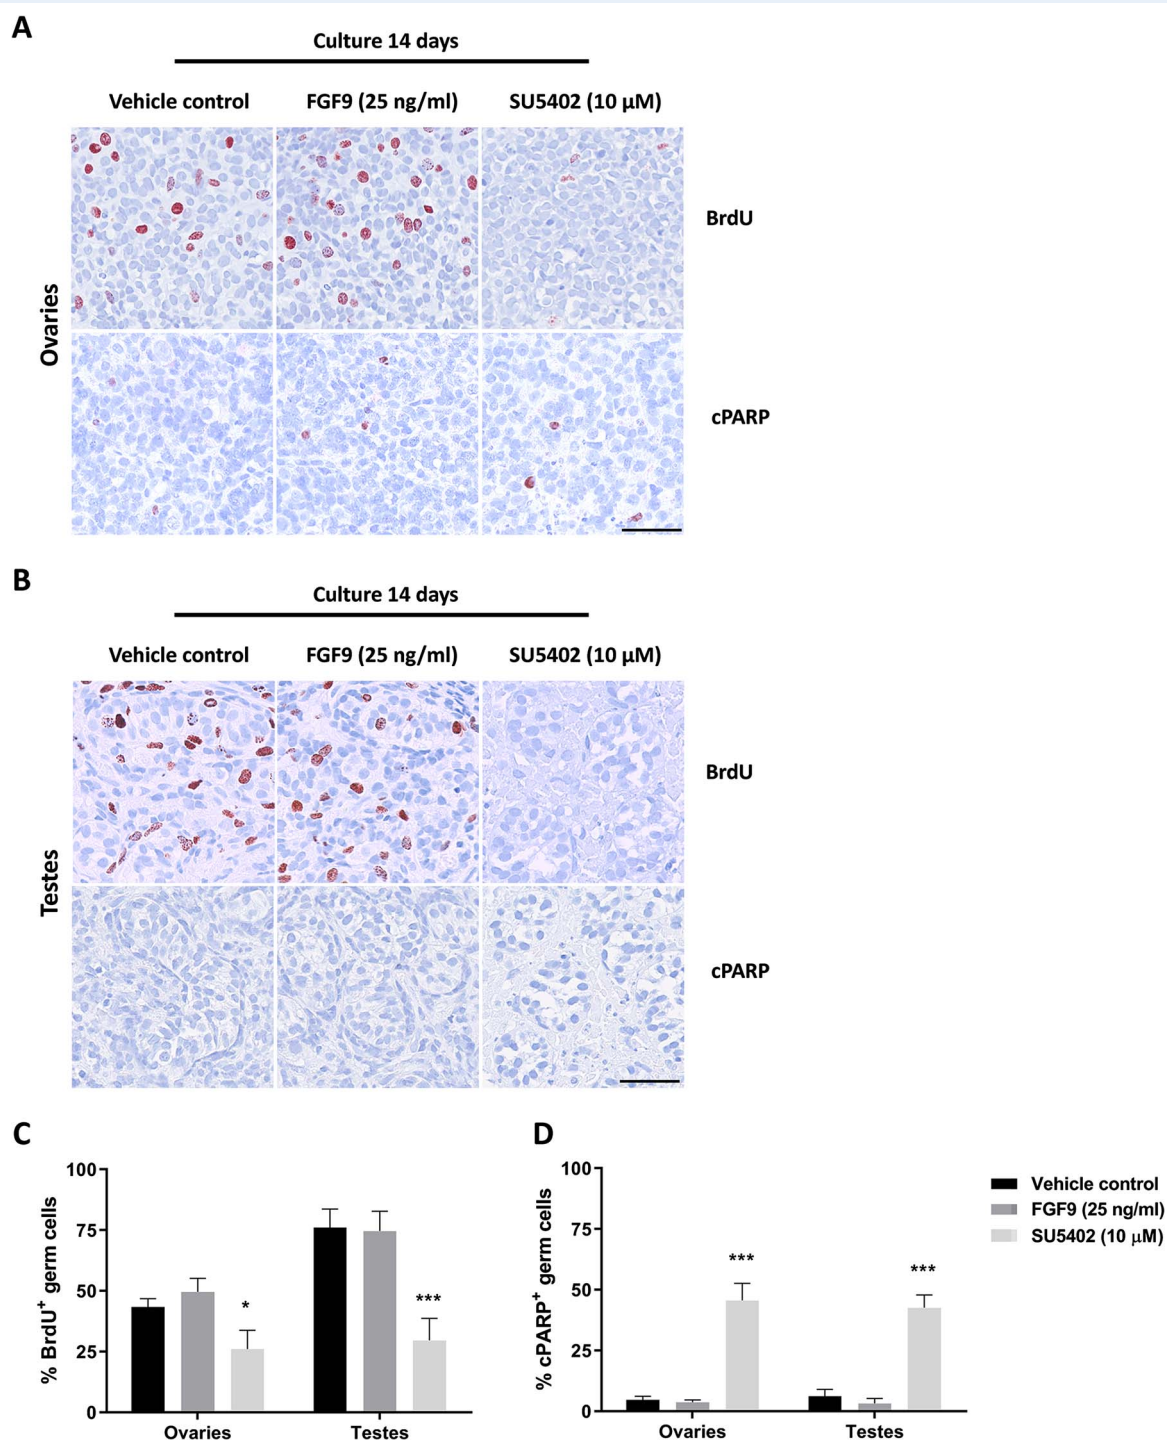 A
Culture 14 days
Vehicle control FGF9 (25 ng/ml) SU5402 (10 µM)
Ovaries
BrdU
cPARP
B
Culture 14 days
Vehicle control FGF9 (25 ng/ml) SU5402 (10 µM)
Testes
BrdU
cPARP
C
% BrdU⁺ germ cells
100
75
50
25
0
*
***
Ovaries Testes
D
% cPARP⁺ germ cells
100
75
50
25
0
***
***
Ovaries Testes
Vehicle control
FGF9 (25 ng/ml)
SU5402 (10 µM)